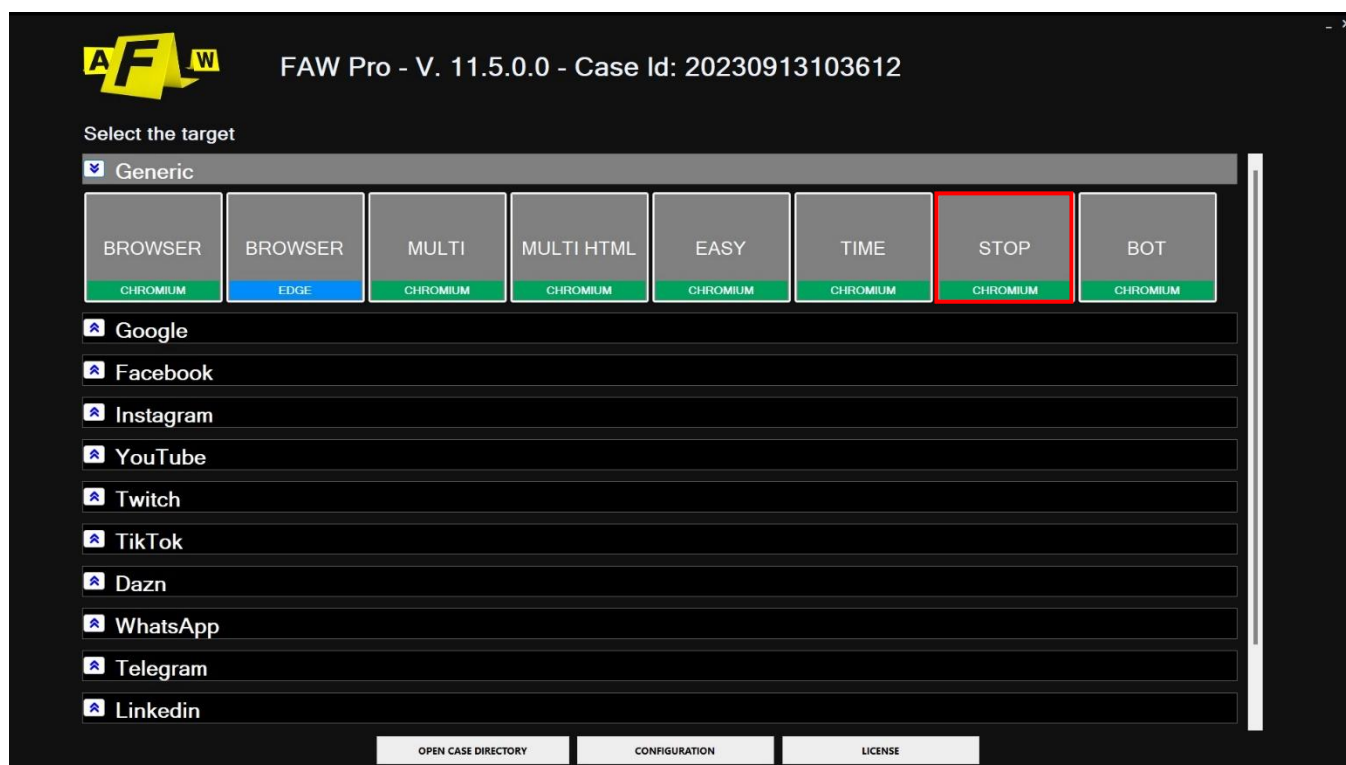 A F W
FAW Pro - V. 11.5.0.0 - Case Id: 20230913103612
Select the target
Generic
BROWSER BROWSER MULTI MULTI HTML EASY TIME STOP BOT
CHROMIUM EDGE CHROMIUM CHROMIUM CHROMIUM CHROMIUM CHROMIUM CHROMIUM
Google
Facebook
Instagram
YouTube
Twitch
TikTok
Dazn
WhatsApp
Telegram
Linkedin
OPEN CASE DIRECTORY CONFIGURATION LICENSE